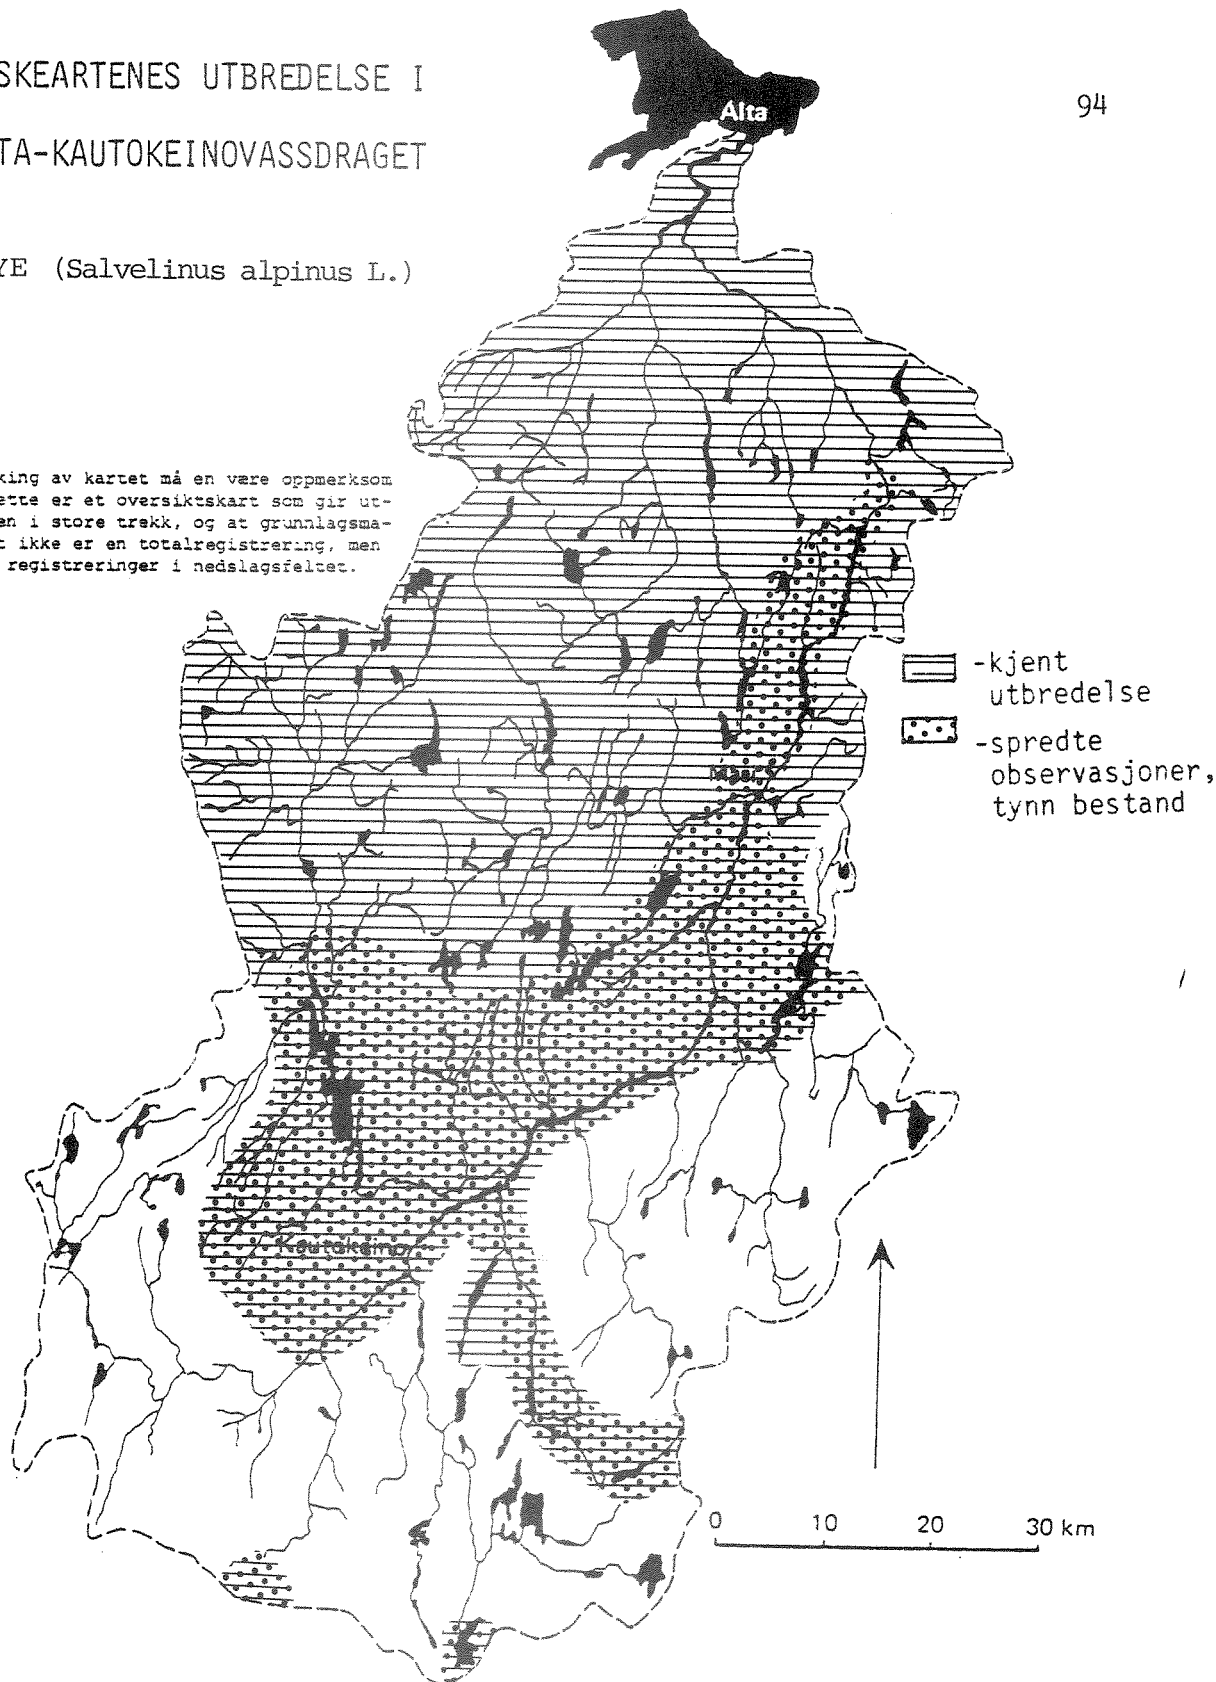 SKEARTENES UTBREDELSE I
94
TA-KAUTOKEINOVASSDRAGET
YE (Salvelinus alpinus L.)
Alta
king av kartet må en være oppmerksom
ette er et oversiktskart som gir ut-
en i store trekk, og at grunnlagsma-
t ikke er en totalregistrering, men
registreringer i nedslagsfeltet.
-kjent
utbredelse
-spredte
observasjoner,
tynn bestand
Masi
Kautokeino
0 10 20 30 km